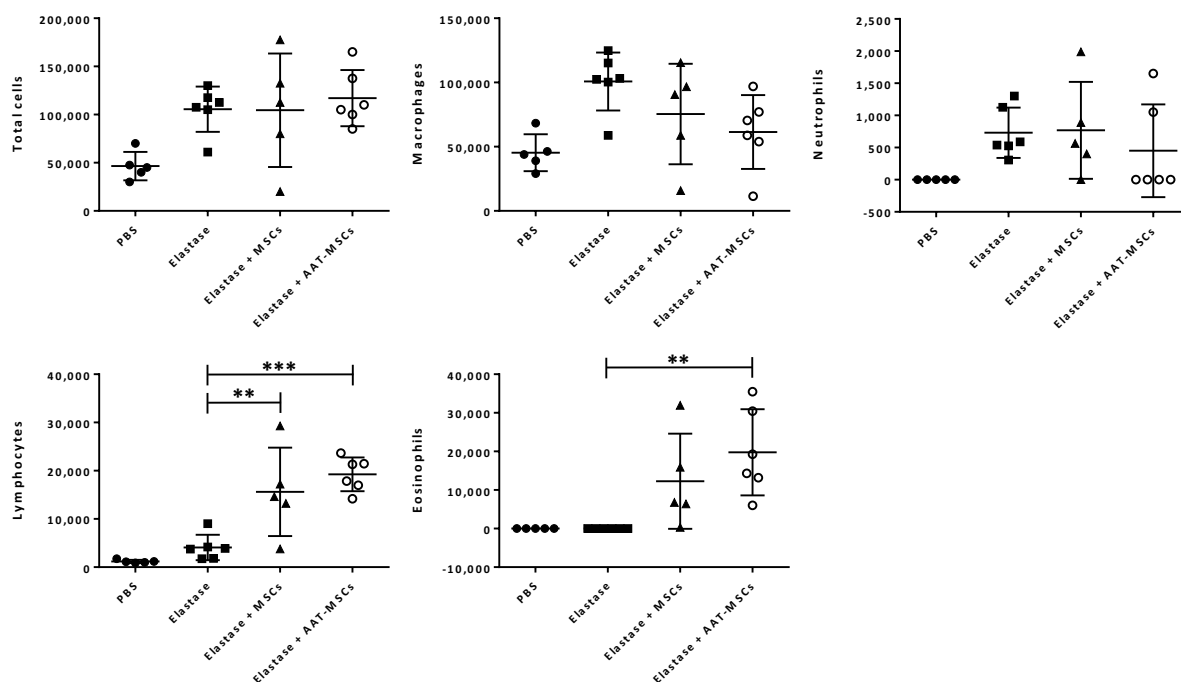 Total cells
200,000
150,000
100,000
50,000
0
PBS
Elastase
Elastase + MSCs
Elastase + AAT-MSCs
Macrophages
150,000
100,000
50,000
0
PBS
Elastase
Elastase + MSCs
Elastase + AAT-MSCs
Neutrophils
2,500
2,000
1,500
1,000
500
0
-500
PBS
Elastase
Elastase + MSCs
Elastase + AAT-MSCs
Lymphocytes
40,000
30,000
20,000
10,000
0
***
**
PBS
Elastase
Elastase + MSCs
Elastase + AAT-MSCs
Eosinophils
40,000
30,000
20,000
10,000
0
-10,000
**
PBS
Elastase
Elastase + MSCs
Elastase + AAT-MSCs